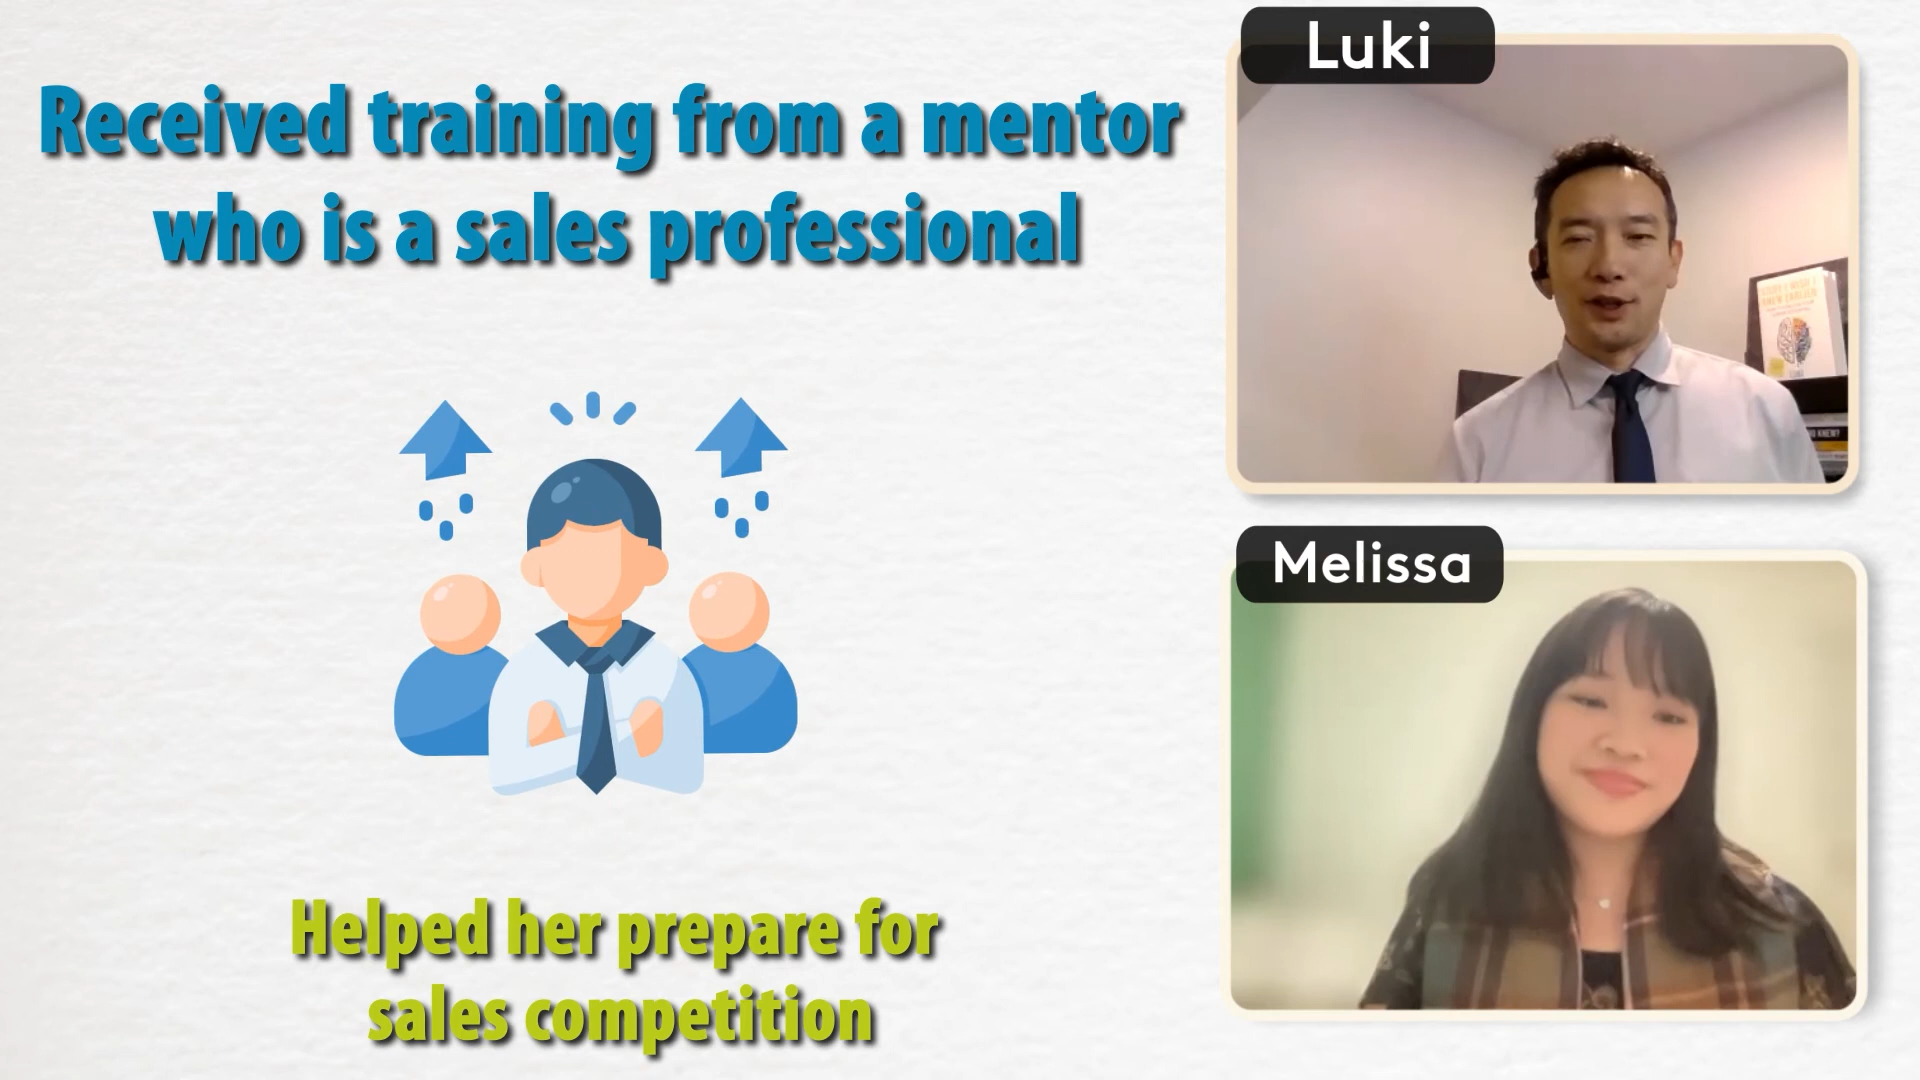 Received training from a mentor
who is a sales professional
Luki
Melissa
Helped her prepare for
sales competition